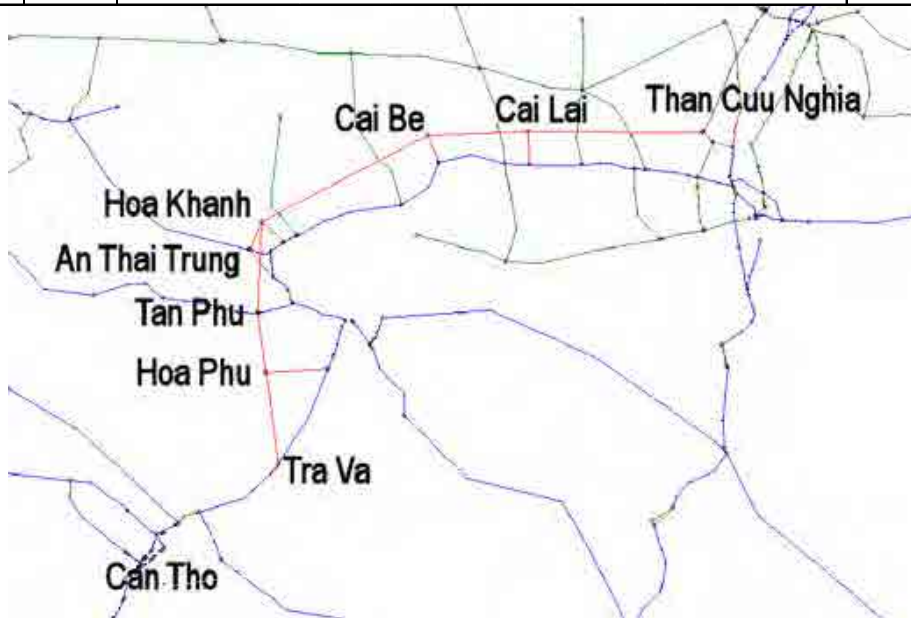 Than Cuu Nghia
Cai Lai
Cai Be
Hoa Khanh
An Thai Trung
Tan Phu
Hoa Phu
Tra Va
Can Tho